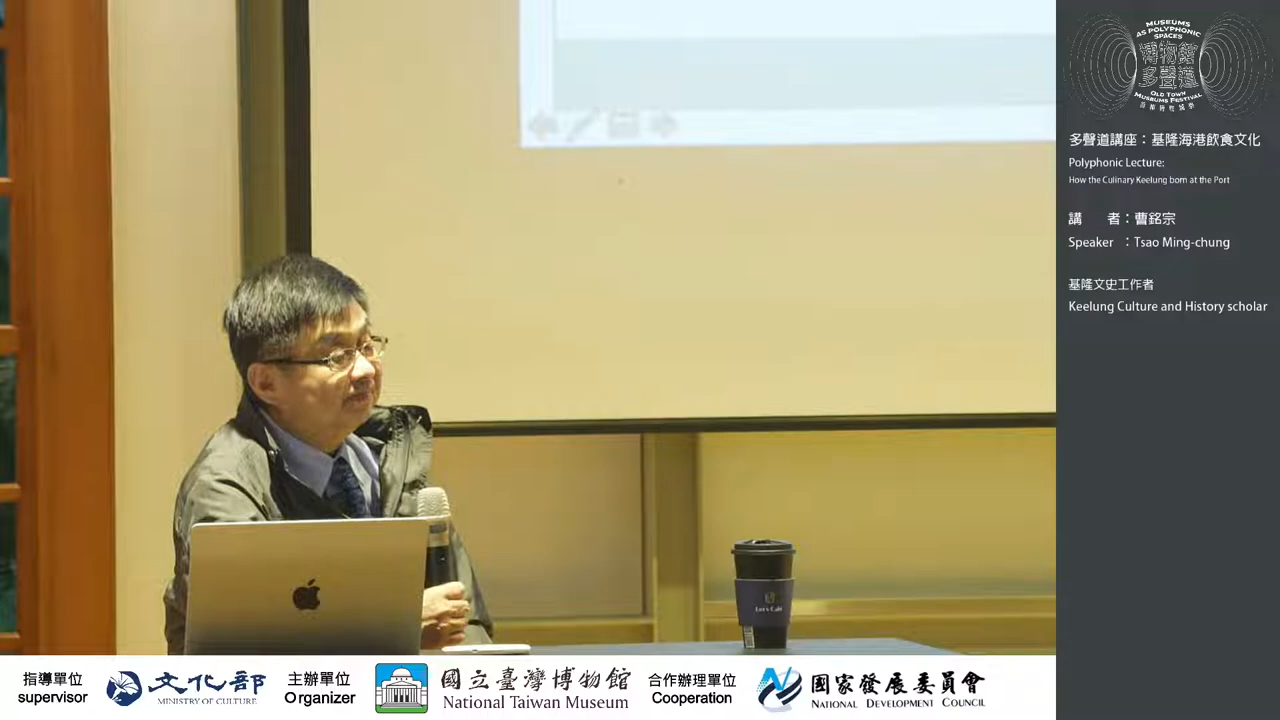 MUSEUMS
AS POLYPHONIC
SPACES
博物館
多聲道
OLD TOWN
MUSEUMS FESTIVAL
多聲道講座：基隆海港飲食文化
Polyphonic Lecture:
How the Culinary Keelung born at the Port
講 者：曹銘宗
Speaker ：Tsao Ming-chung
基隆文史工作者
Keelung Culture and History scholar
Let's Café
指導單位
supervisor
文化部
MINISTRY OF CULTURE
主辦單位
Organizer
國立臺灣博物館
National Taiwan Museum
合作辦理單位
Cooperation
國家發展委員會
NATIONAL DEVELOPMENT COUNCIL